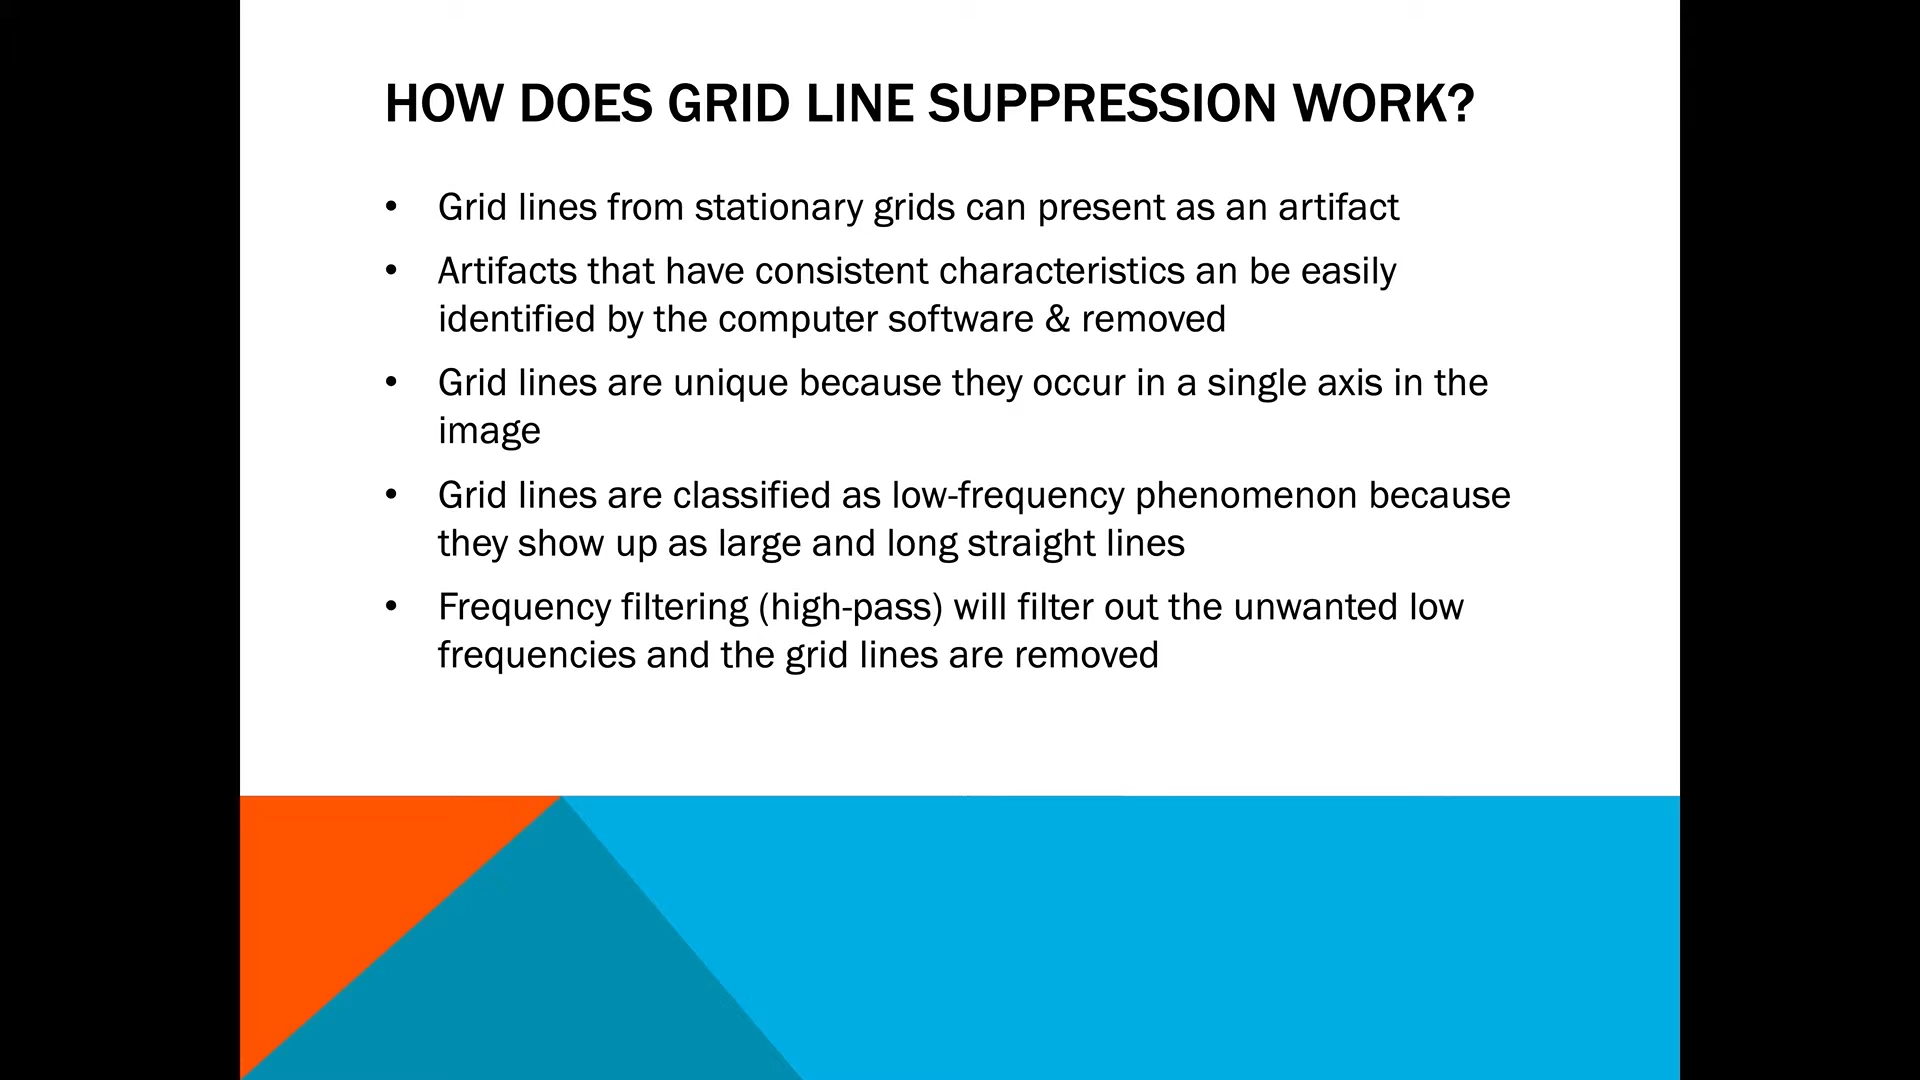 HOW DOES GRID LINE SUPPRESSION WORK?
• Grid lines from stationary grids can present as an artifact
• Artifacts that have consistent characteristics an be easily
identified by the computer software & removed
• Grid lines are unique because they occur in a single axis in the
image
• Grid lines are classified as low-frequency phenomenon because
they show up as large and long straight lines
• Frequency filtering (high-pass) will filter out the unwanted low
frequencies and the grid lines are removed